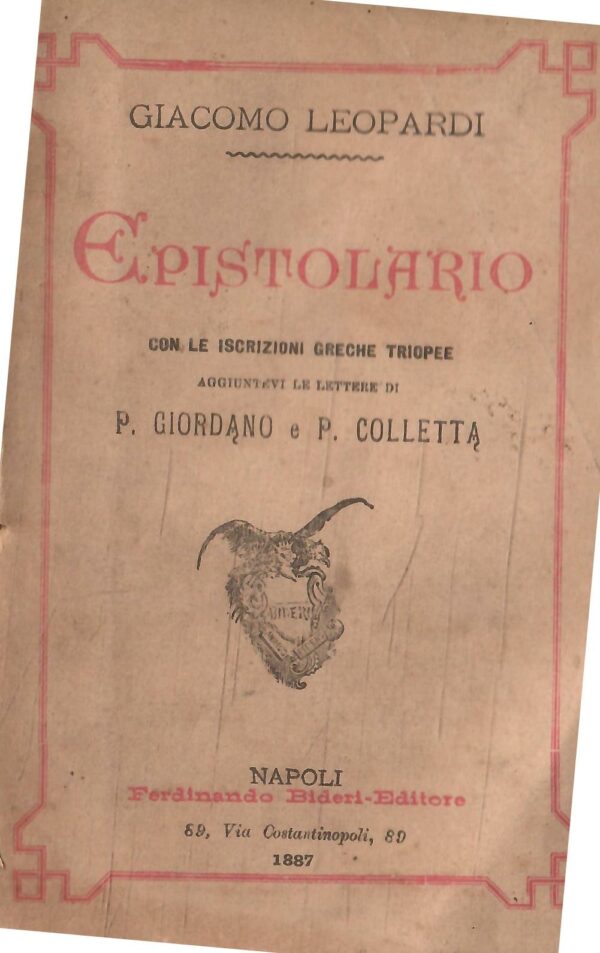 GIACOMO LEOPARDI
EPISTOLARIO
CON LE ISCRIZIONI GRECHE TRIOPEE
AGGIUNTEVI LE LETTERE DI
P. GIORDANO e P. COLLETTA
BIDERI
NAPOLI
Ferdinando Bideri-Editore
89, Via Costantinopoli, 89
1887